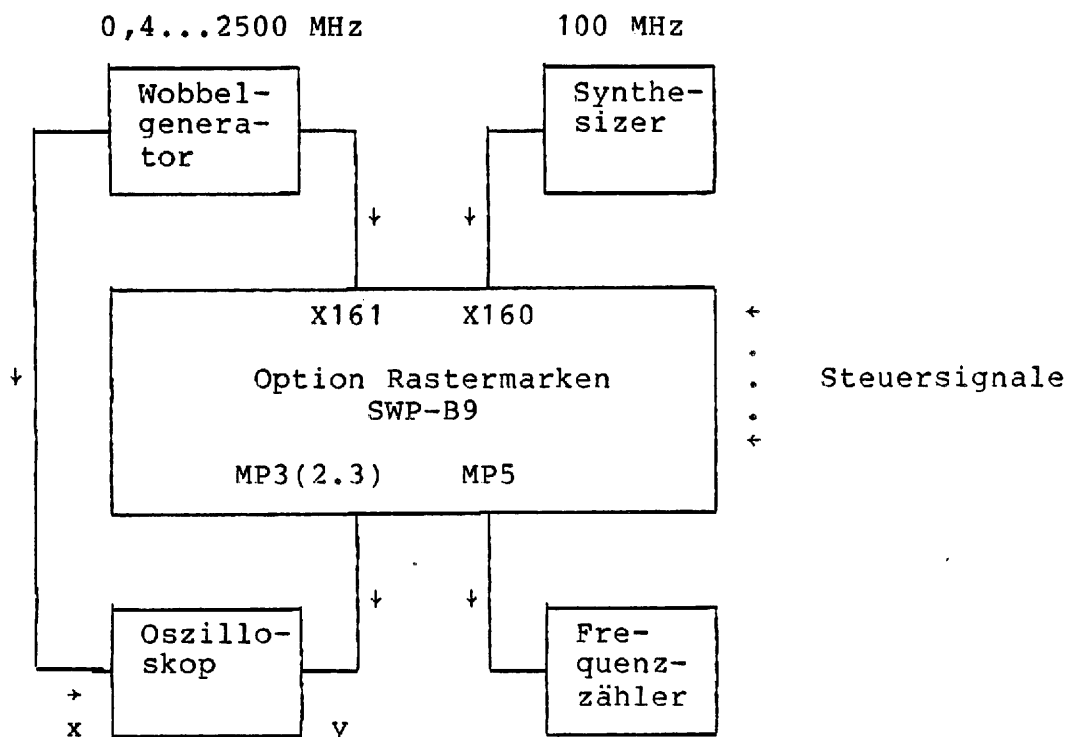 0,4...2500 MHz
100 MHz
Wobbel-
genera-
tor
Synthe-
sizer
X161 X160
Option Rastermarken
SWP-B9
Steuersignale
MP3(2.3) MP5
Oszillo-
skop
Fre-
quenz-
zähler
x
y